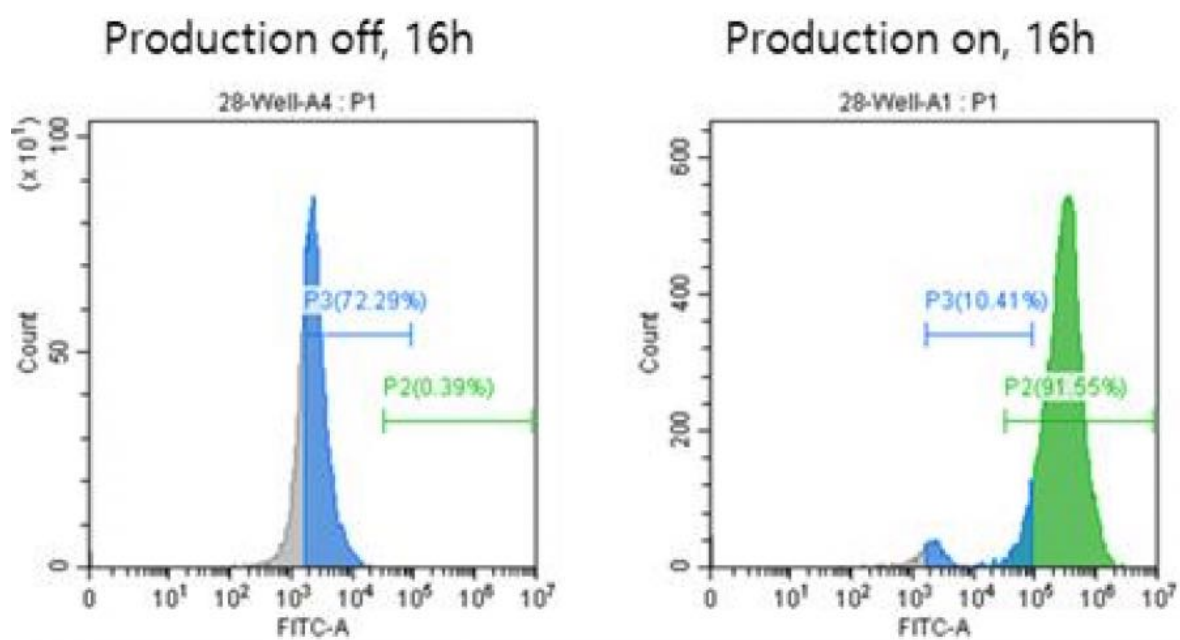 Production off, 16h
28-Well-A4 : P1
(x 10¹)
100
50
0
Count
P3(72.29%)
P2(0.39%)
0 10¹ 10² 10³ 10⁴ 10⁵ 10⁶ 10⁷
FITC-A
Production on, 16h
28-Well-A1 : P1
600
400
200
0
Count
P3(10.41%)
P2(91.55%)
0 10¹ 10² 10³ 10⁴ 10⁵ 10⁶ 10⁷
FITC-A